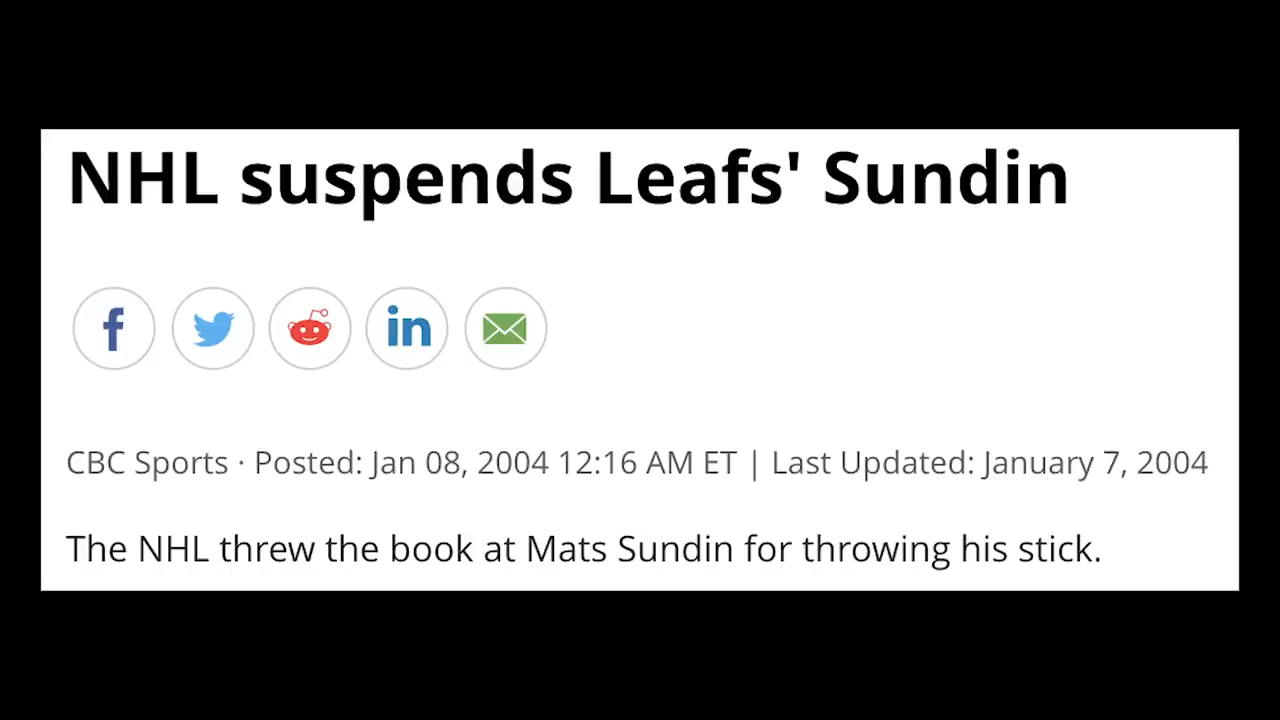 NHL suspends Leafs' Sundin
f
in
CBC Sports · Posted: Jan 08, 2004 12:16 AM ET | Last Updated: January 7, 2004
The NHL threw the book at Mats Sundin for throwing his stick.